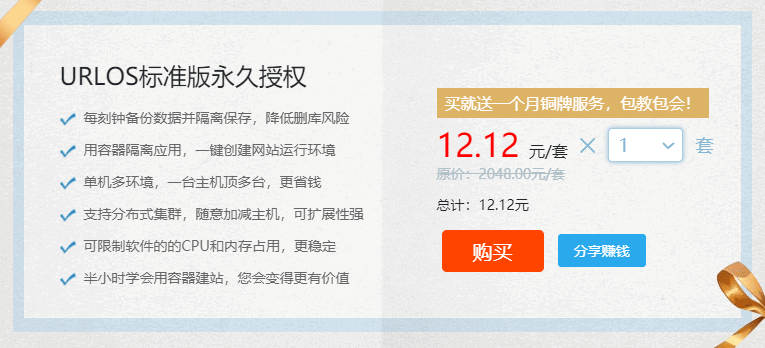 URLOS标准版永久授权
每刻钟备份数据并隔离保存，降低删库风险
用容器隔离应用，一键创建网站运行环境
单机多环境，一台主机顶多台，更省钱
支持分布式集群，随意加减主机，可扩展性强
可限制软件的的CPU和内存占用，更稳定
半小时学会用容器建站，您会变得更有价值
买就送一个月铜牌服务，包教包会！
12.12 元/套 × 1 套
原价：2048.00元/套
总计：12.12元
购买 分享赚钱